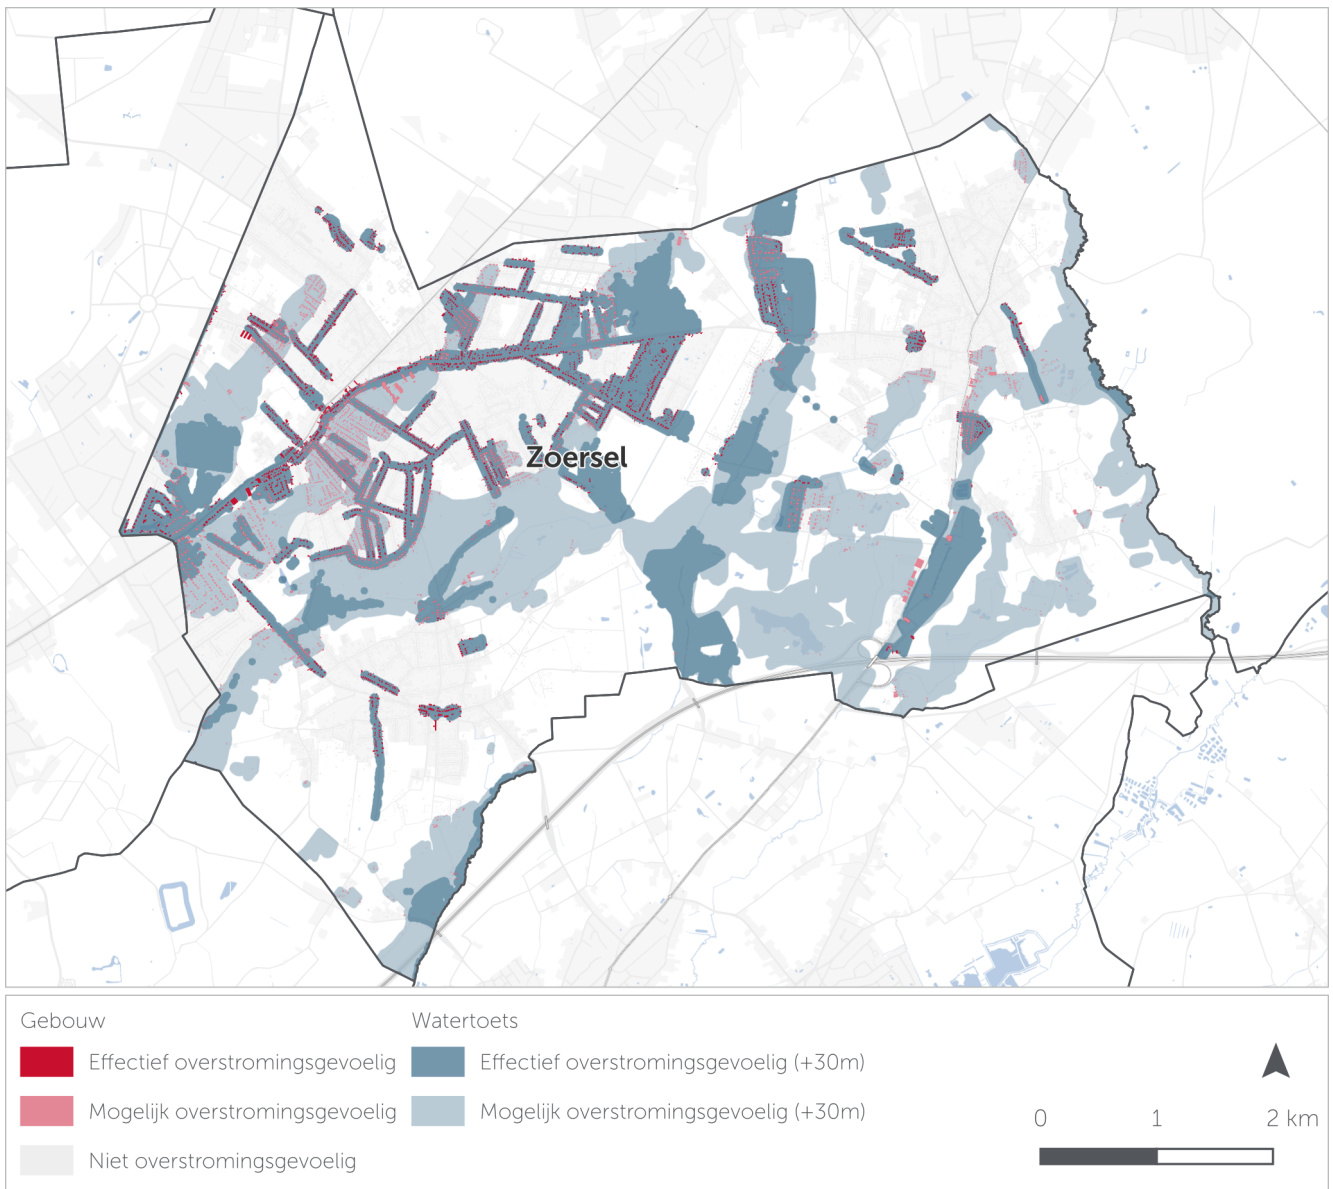 Zoersel
Gebouw
Watertoets
Effectief overstromingsgevoelig
Effectief overstromingsgevoelig (+30m)
Mogelijk overstromingsgevoelig
Mogelijk overstromingsgevoelig (+30m)
Niet overstromingsgevoelig
0 1 2 km